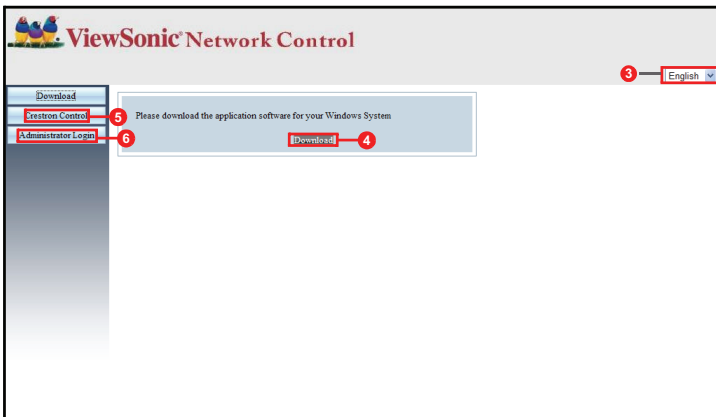 ViewSonic® Network Control
3
English
Download
Crestron Control
5
Please download the application software for your Windows System
Administrator Login
6
Download
4